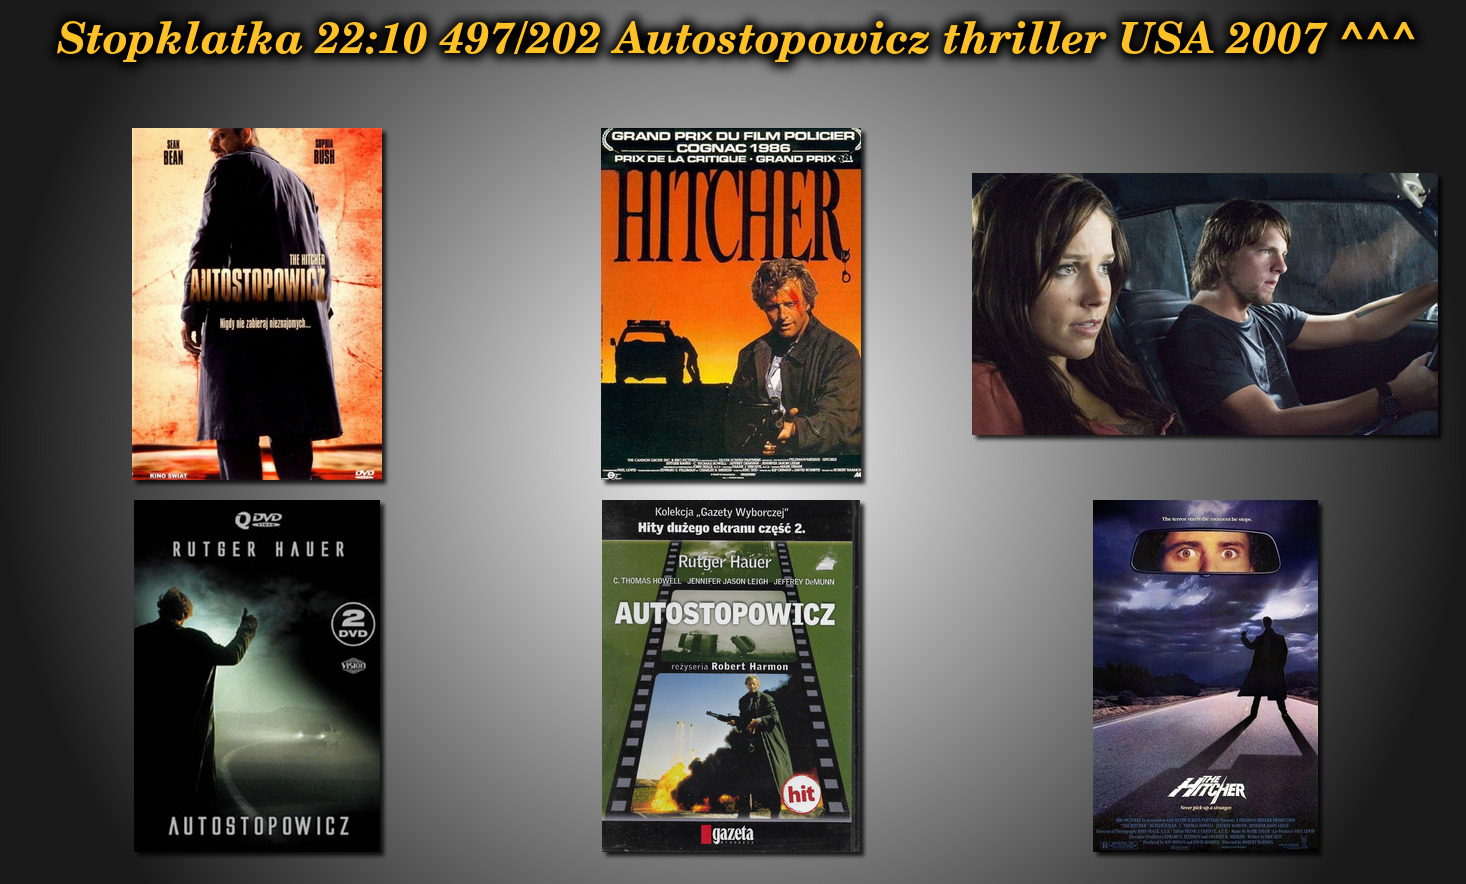 Stopklatka 22:10 497/202 Autostopowicz thriller USA 2007 ^^^
SEAN
BEAN
SOPHIA
BUSH
THE HITCHER
AUTOSTOPOWICZ
Nigdy nie zabieraj nieznajomych...
KINO ŚWIAT
DVD
GRAND PRIX DU FILM POLICIER
COGNAC 1986
PRIX DE LA CRITIQUE · GRAND PRIX
HITCHER
Q DVD
VIDEO
RUTGER HAUER
2
DVD
VISION
AUTOSTOPOWICZ
Kolekcja „Gazety Wyborczej”
Hity dużego ekranu część 2.
Rutger Hauer
C. THOMAS HOWELL JENNIFER JASON LEIGH JEFFREY DeMUNN
AUTOSTOPOWICZ
reżyseria Robert Harmon
hit
gazeta
The terror starts the moment he stops.
THE
HITCHER
Never pick up a stranger.